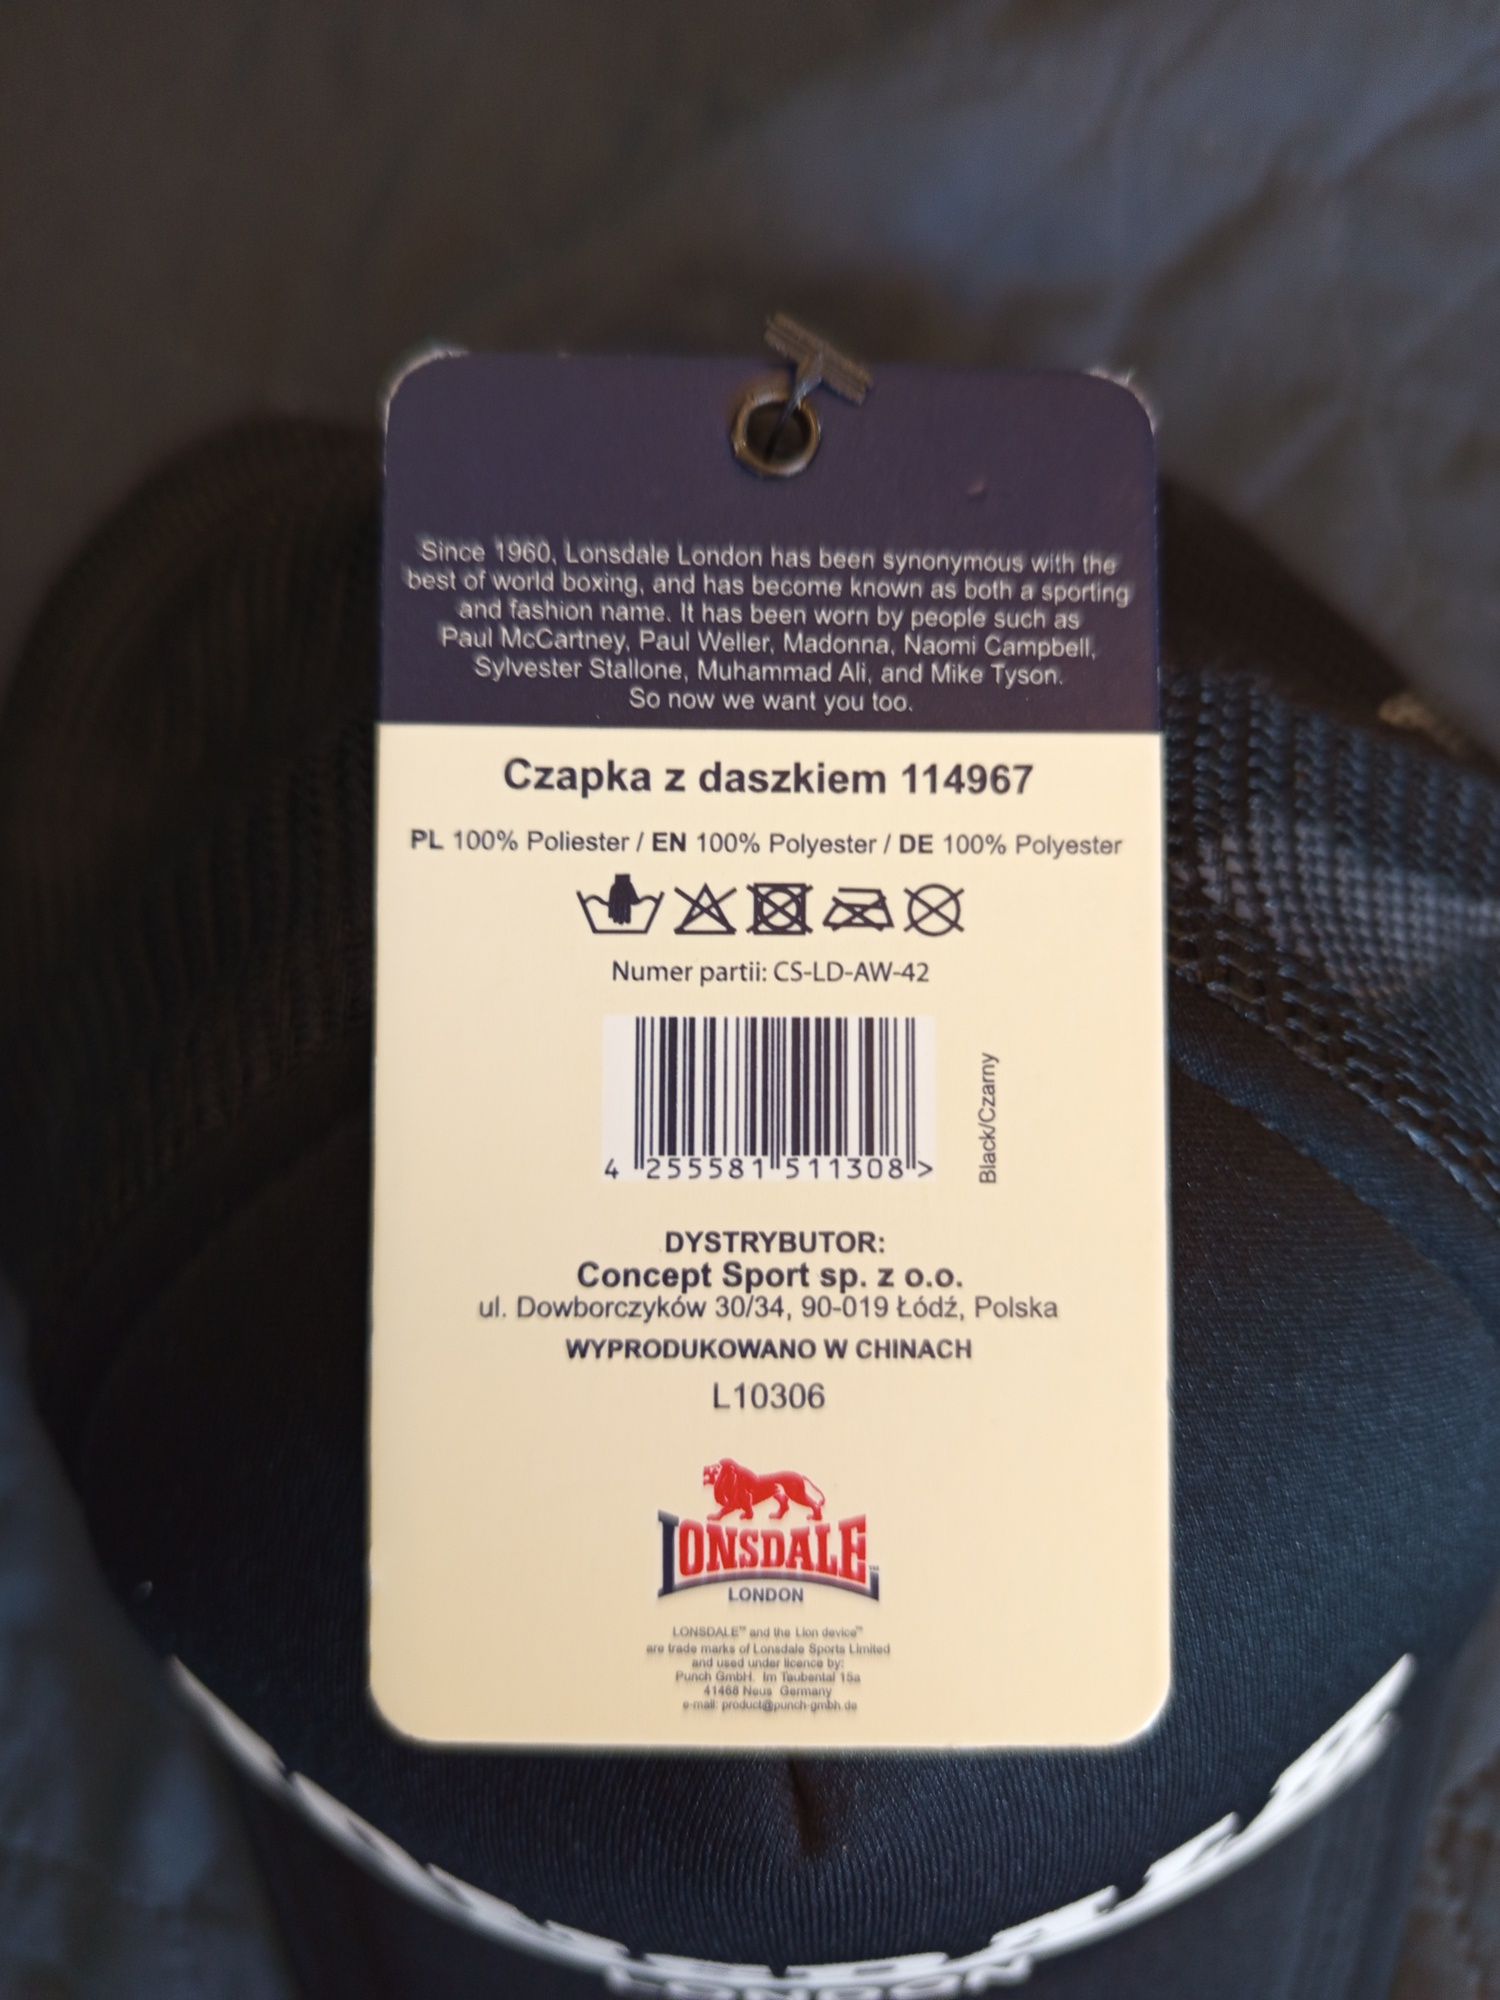 Since 1960, Lonsdale London has been synonymous with the
best of world boxing, and has become known as both a sporting
and fashion name. It has been worn by people such as
Paul McCartney, Paul Weller, Madonna, Naomi Campbell,
Sylvester Stallone, Muhammad Ali, and Mike Tyson.
So now we want you too.
Czapka z daszkiem 114967
PL 100% Poliester / EN 100% Polyester / DE 100% Polyester
Numer partii: CS-LD-AW-42
4 255581 511308 >
Black/Czarny
DYSTRYBUTOR:
Concept Sport sp. z o.o.
ul. Dowborczyków 30/34, 90-019 Łódź, Polska
WYPRODUKOWANO W CHINACH
L10306
LONSDALE™
LONDON
LONSDALE™ and the Lion device™
are trade marks of Lonsdale Sports Limited
and used under licence by:
Punch GmbH. Im Taubental 15a
41468 Neus Germany
e-mail: product@punch-gmbh.de
LONDON